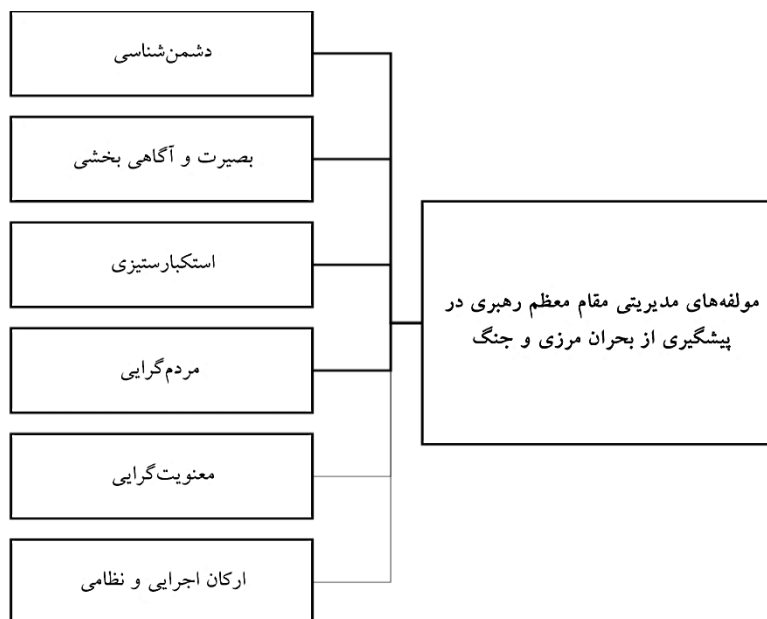 مولفه‌های مدیریتی مقام معظم رهبری در
پیشگیری از بحران مرزی و جنگ
دشمن‌شناسی
بصیرت و آگاهی بخشی
استکبارستیزی
مردم‌گرایی
معنویت‌گرایی
ارکان اجرایی و نظامی